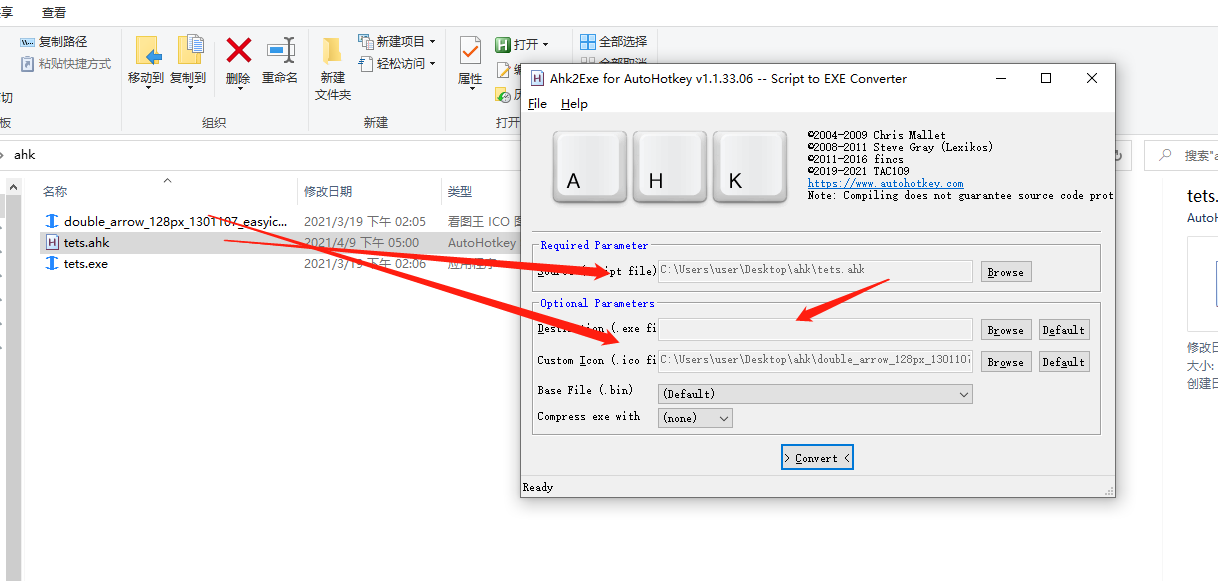 享 查看
复制路径
粘贴快捷方式
切
板
移动到
复制到
删除
重命名
组织
新建
文件夹
新建项目
轻松访问
新建
属性
打开
打开
全部选择
ahk
搜索"a
名称
修改日期
类型
double_arrow_128px_1301107_easyic...
2021/3/19 下午 02:05
看图王 ICO 图
tets.ahk
2021/4/9 下午 05:00
AutoHotkey
tets.exe
2021/3/19 下午 02:06
应用程序
Ahk2Exe for AutoHotkey v1.1.33.06 -- Script to EXE Converter
File Help
A H K
©2004-2009 Chris Mallet
©2008-2011 Steve Gray (Lexikos)
©2011-2016 fincs
©2019-2021 TAC109
https://www.autohotkey.com
Note: Compiling does not guarantee source code prot
Required Parameter
Source (script file)
C:\Users\user\Desktop\ahk\tets.ahk
Browse
Optional Parameters
Destination (.exe fi
Browse
Default
Custom Icon (.ico fi
C:\Users\user\Desktop\ahk\double_arrow_128px_1301107
Browse
Default
Base File (.bin)
(Default)
Compress exe with
(none)
> Convert <
Ready
tets.
AutoH
修改日
大小:
创建日